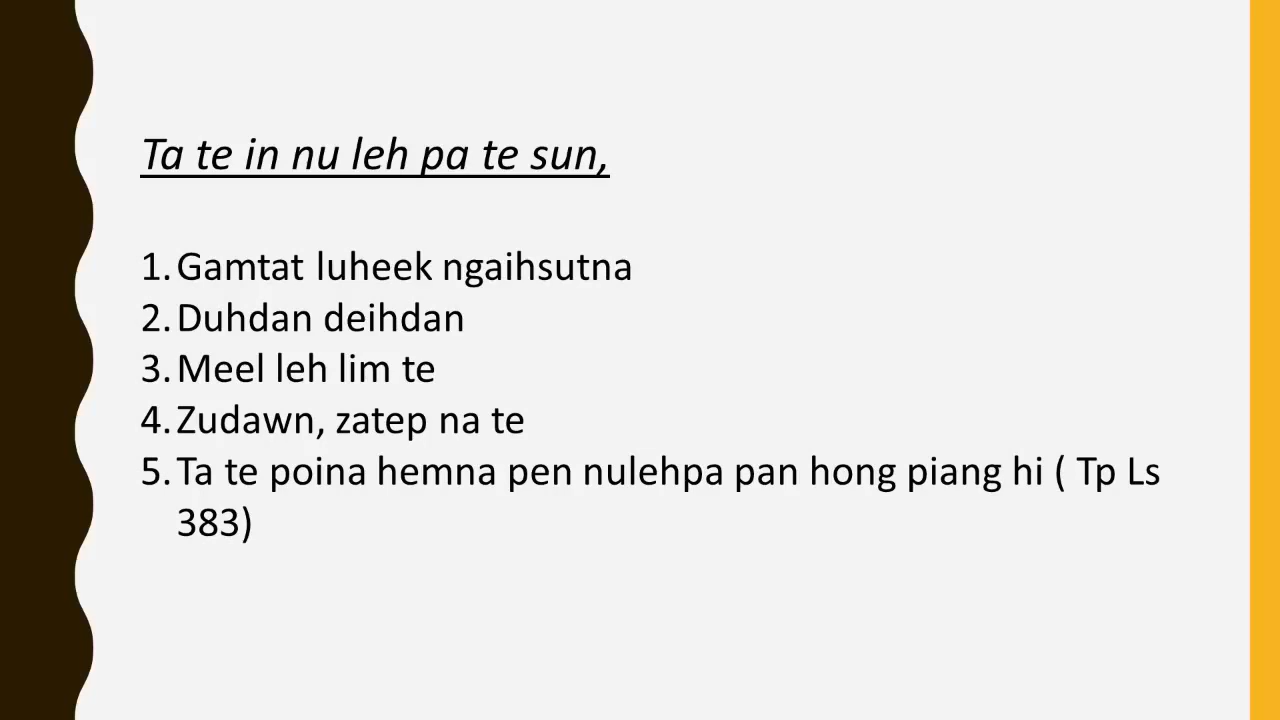 Ta te in nu leh pa te sun,
1. Gamtat luheek ngaihsutna
2. Duhdan deihdan
3. Meel leh lim te
4. Zudawn, zatep na te
5. Ta te poina hemna pen nulehpa pan hong piang hi ( Tp Ls
383)